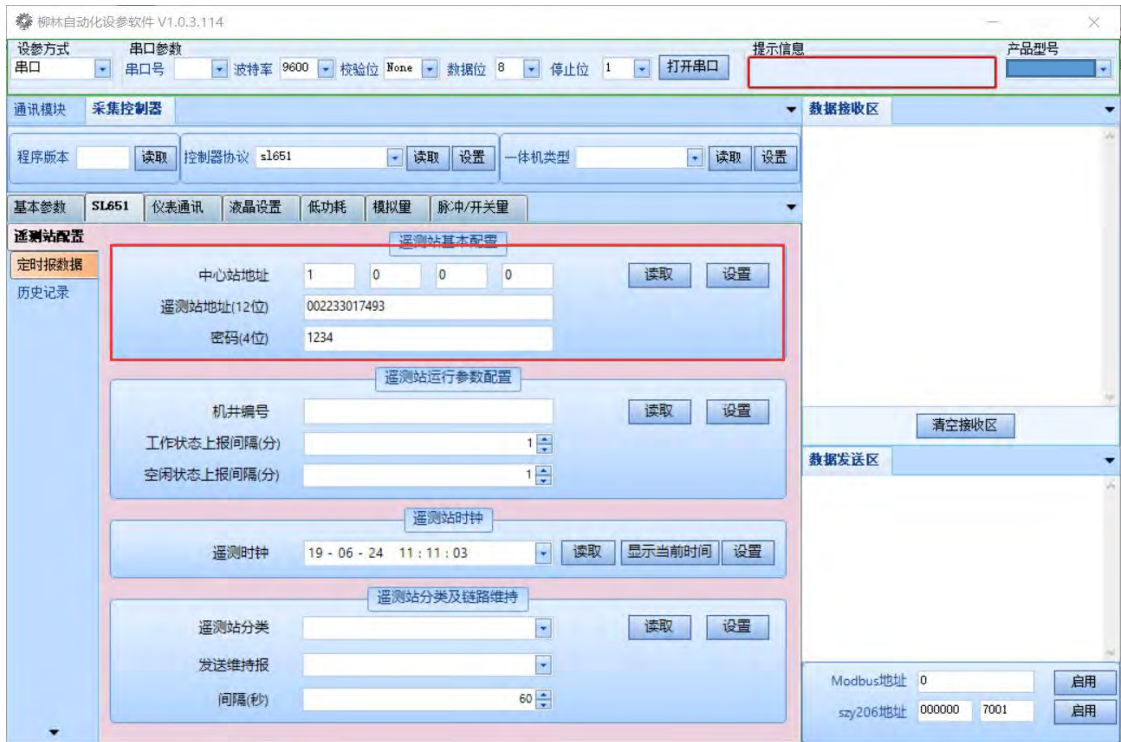 柳林自动化设参软件 V1.0.3.114
设参方式 串口参数 提示信息 产品型号
串口 串口号 波特率 9600 校验位 None 数据位 8 停止位 1 打开串口
通讯模块 采集控制器 数据接收区
程序版本 读取 控制器协议 sl651 读取 设置 一体机类型 读取 设置
基本参数 SL651 仪表通讯 液晶设置 低功耗 模拟量 脉冲/开关量
遥测站配置
定时报数据
历史记录
遥测站基本配置
中心站地址 1 0 0 0 读取 设置
遥测站地址(12位) 002233017493
密码(4位) 1234
遥测站运行参数配置
机井编号 读取 设置
工作状态上报间隔(分) 1
空闲状态上报间隔(分) 1
清空接收区
数据发送区
遥测站时钟
遥测时钟 19 - 06 - 24 11 : 11 : 03 读取 显示当前时间 设置
遥测站分类及链路维持
遥测站分类 读取 设置
发送维持报
间隔(秒) 60
Modbus地址 0 启用
szy206地址 000000 7001 启用